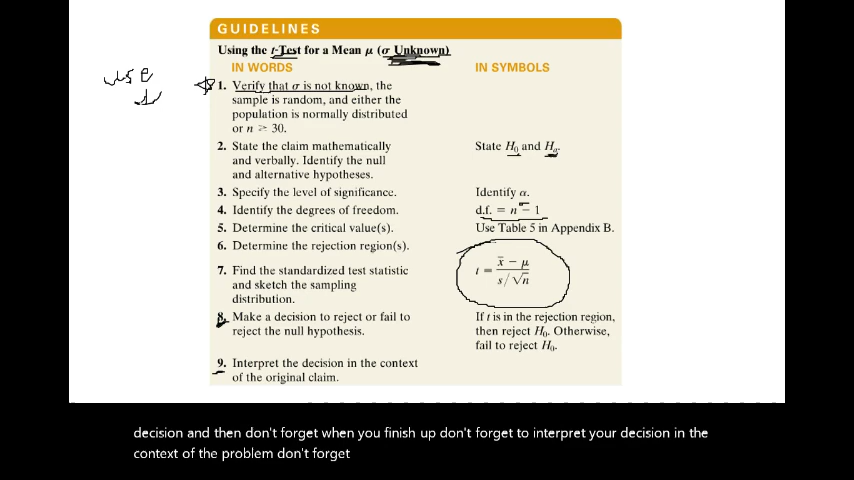 GUIDELINES
Using the t-Test for a Mean μ (σ Unknown)
IN WORDS
IN SYMBOLS
use
1. Verify that σ is not known, the
sample is random, and either the
population is normally distributed
or n ≥ 30.
2. State the claim mathematically
and verbally. Identify the null
and alternative hypotheses.
State H₀ and Hₐ.
3. Specify the level of significance.
Identify α.
4. Identify the degrees of freedom.
d.f. = n − 1
5. Determine the critical value(s).
Use Table 5 in Appendix B.
6. Determine the rejection region(s).
7. Find the standardized test statistic
and sketch the sampling
distribution.
t = (x̄ − μ) / (s/√n)
8. Make a decision to reject or fail to
reject the null hypothesis.
If t is in the rejection region,
then reject H₀. Otherwise,
fail to reject H₀.
9. Interpret the decision in the context
of the original claim.
decision and then don't forget when you finish up don't forget to interpret your decision in the
context of the problem don't forget